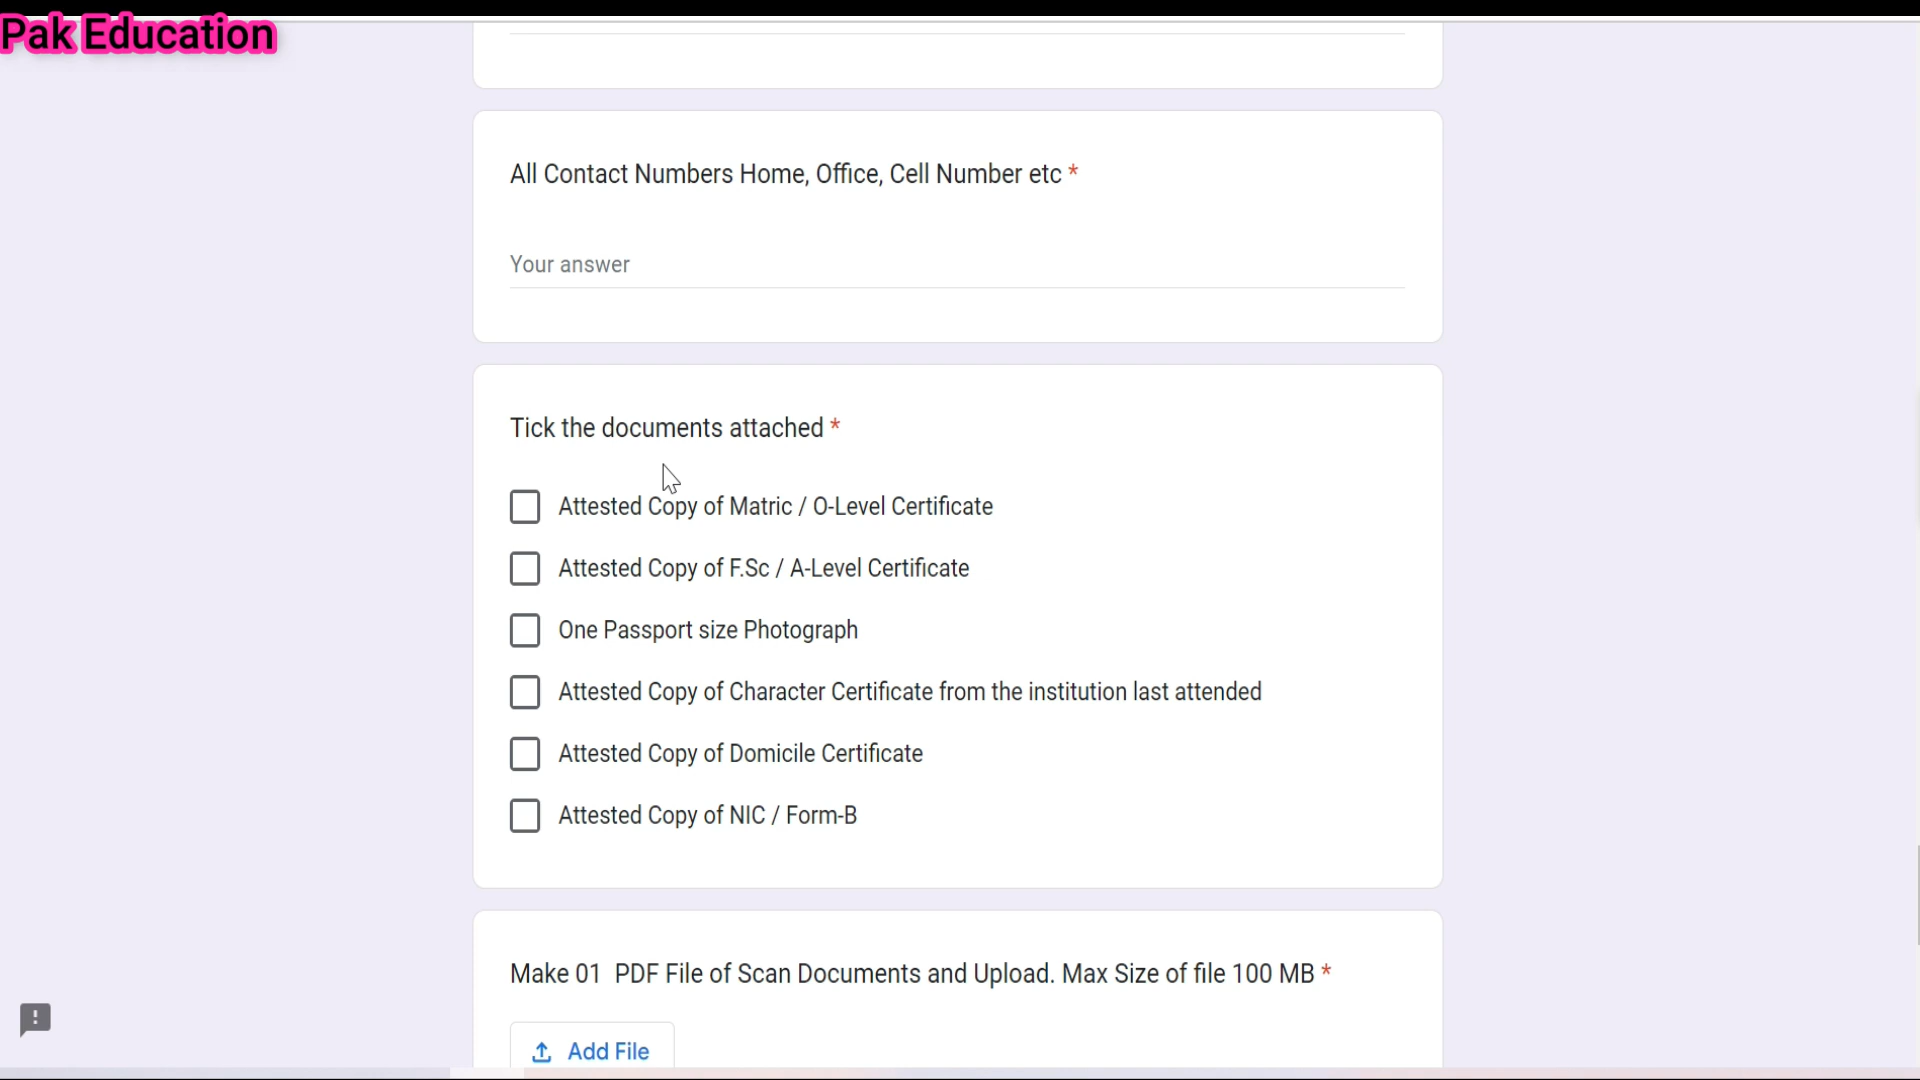 Pak Education
All Contact Numbers Home, Office, Cell Number etc *
Your answer
Tick the documents attached *
Attested Copy of Matric / O-Level Certificate
Attested Copy of F.Sc / A-Level Certificate
One Passport size Photograph
Attested Copy of Character Certificate from the institution last attended
Attested Copy of Domicile Certificate
Attested Copy of NIC / Form-B
Make 01 PDF File of Scan Documents and Upload. Max Size of file 100 MB *
Add File